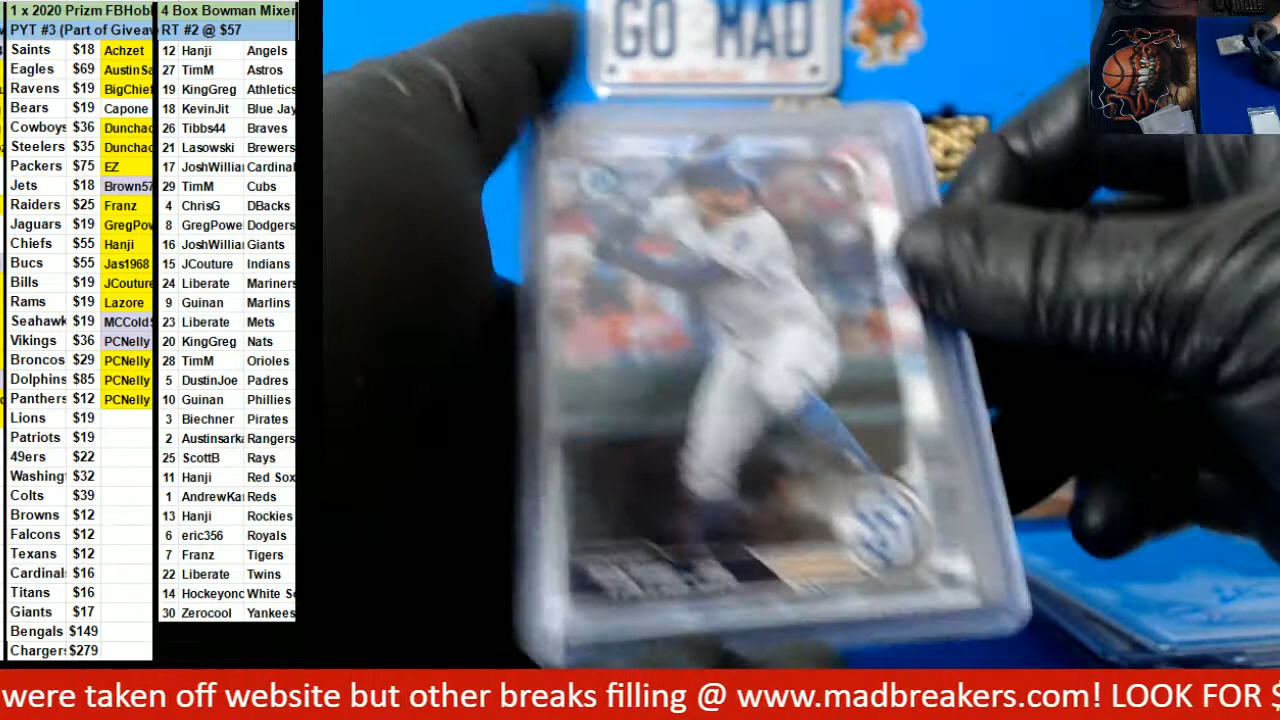 1 x 2020 Prizm FBHobl
PYT #3 (Part of Giveaw
Saints $18 Achzet
Eagles $69 AustinSa
Ravens $19 BigChief
Bears $19 Capone
Cowboys $36 Dunchac
Steelers $35 Dunchac
Packers $75 EZ
Jets $18 Brown57
Raiders $25 Franz
Jaguars $19 GregPow
Chiefs $55 Hanji
Bucs $55 Jas1968
Bills $19 JCouture
Rams $19 Lazore
Seahawk $19 MCColdS
Vikings $36 PCNelly
Broncos $29 PCNelly
Dolphins $85 PCNelly
Panthers $12 PCNelly
Lions $19
Patriots $19
49ers $22
Washing $32
Colts $39
Browns $12
Falcons $12
Texans $12
Cardinal $16
Titans $16
Giants $17
Bengals $149
Charger $279
4 Box Bowman Mixer
RT #2 @ $57
12 Hanji Angels
27 TimM Astros
19 KingGreg Athletics
18 KevinJit Blue Jay
26 Tibbs44 Braves
21 Lasowski Brewers
17 JoshWillia Cardinal
29 TimM Cubs
4 ChrisG DBacks
8 GregPowe Dodgers
16 JoshWillia Giants
15 JCouture Indians
24 Liberate Mariners
9 Guinan Marlins
23 Liberate Mets
20 KingGreg Nats
28 TimM Orioles
5 DustinJoe Padres
10 Guinan Phillies
3 Biechner Pirates
2 Austinsark Rangers
25 ScottB Rays
11 Hanji Red Sox
1 AndrewKa Reds
13 Hanji Rockies
6 eric356 Royals
7 Franz Tigers
22 Liberate Twins
14 Hockeyonc White So
30 Zerocool Yankees
GO MAD
were taken off website but other breaks filling @ www.madbreakers.com! LOOK FOR $